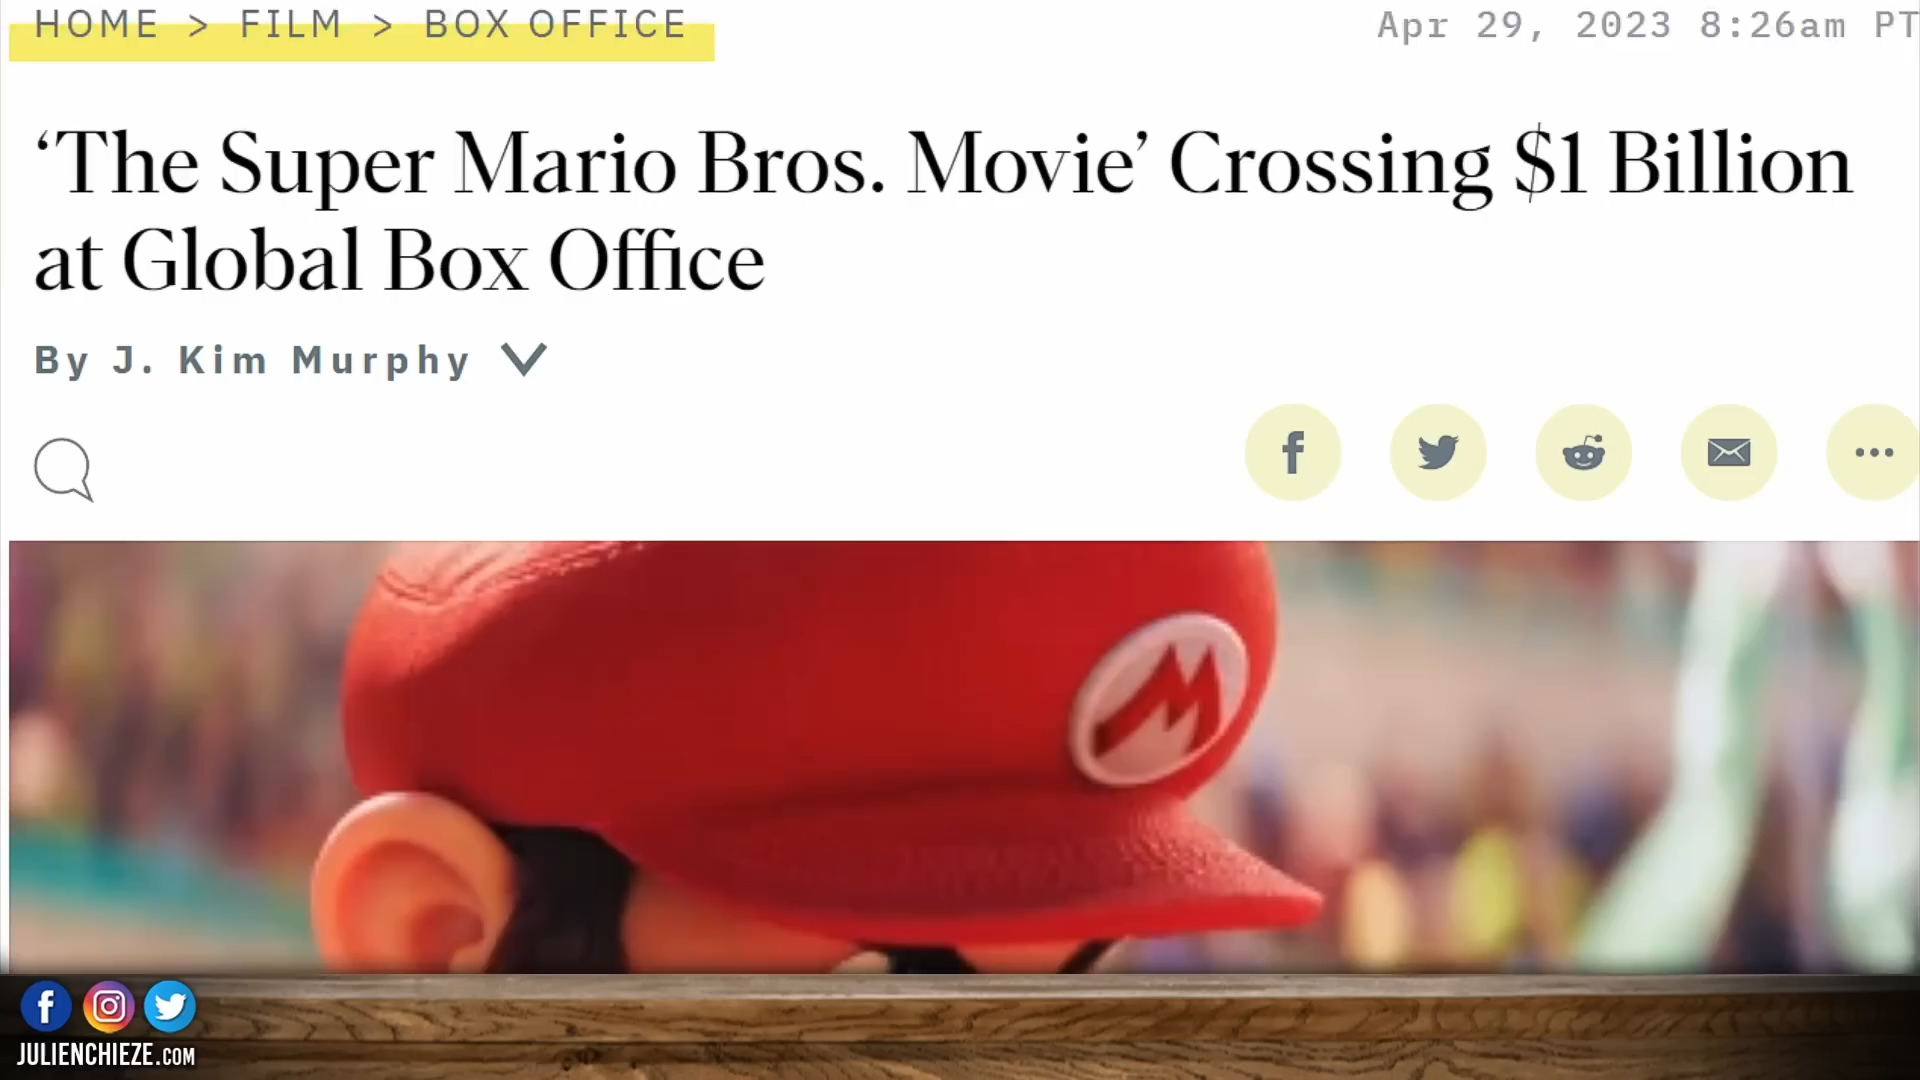 HOME > FILM > BOX OFFICE
Apr 29, 2023 8:26am PT
‘The Super Mario Bros. Movie’ Crossing $1 Billion
at Global Box Office
By J. Kim Murphy
M
JULIENCHIEZE.COM